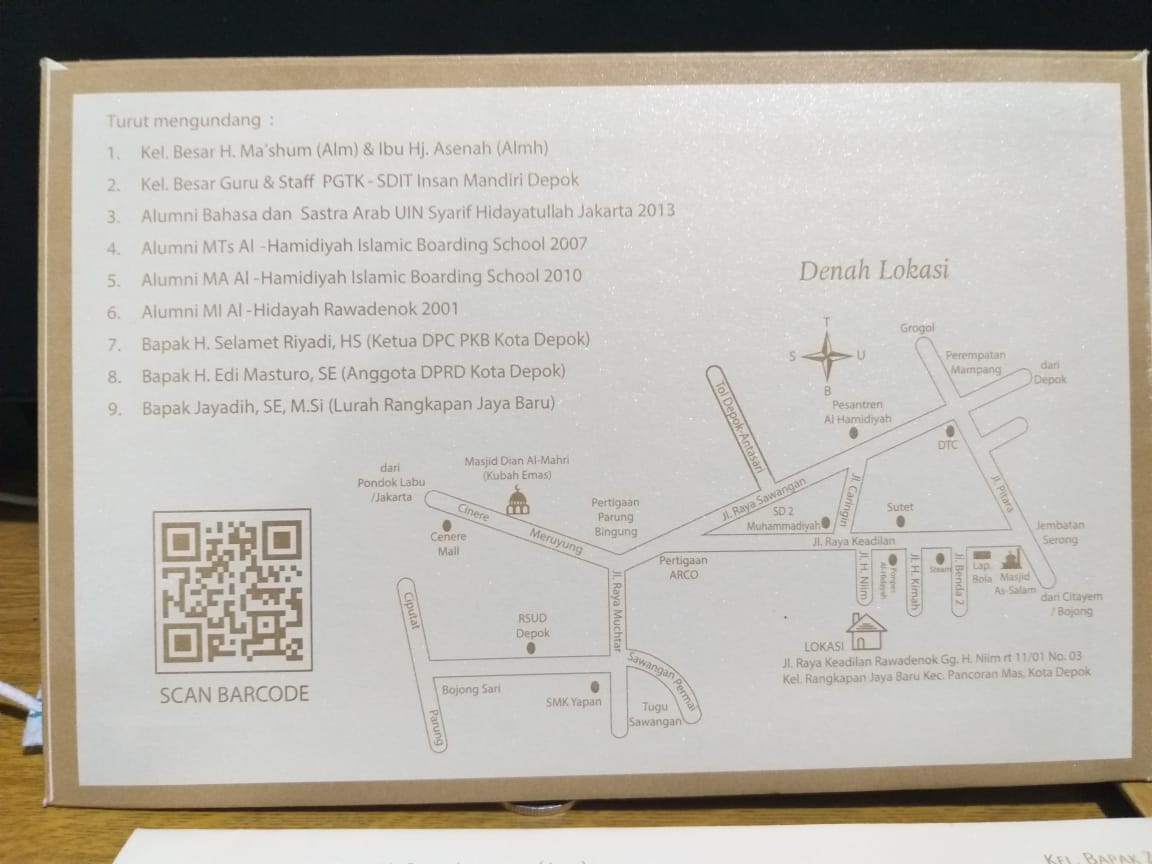 Turut mengundang :
1. Kel. Besar H. Ma'shum (Alm) & Ibu Hj. Asenah (Almh)
2. Kel. Besar Guru & Staff PGTK - SDIT Insan Mandiri Depok
3. Alumni Bahasa dan Sastra Arab UIN Syarif Hidayatullah Jakarta 2013
4. Alumni MTs Al -Hamidiyah Islamic Boarding School 2007
5. Alumni MA Al -Hamidiyah Islamic Boarding School 2010
6. Alumni MI Al -Hidayah Rawadenok 2001
7. Bapak H. Selamet Riyadi, HS (Ketua DPC PKB Kota Depok)
8. Bapak H. Edi Masturo, SE (Anggota DPRD Kota Depok)
9. Bapak Jayadih, SE, M.Si (Lurah Rangkapan Jaya Baru)
Denah Lokasi
T
S
U
B
Grogol
Perempatan
Mampang
dari
Depok
Tol Depok-Antasari
Pesantren
Al Hamidiyah
DTC
Jl. Raya Sawangan
Jl. Caringin
Jl. Pitara
SD 2
Muhammadiyah
Sutet
Jembatan
Serong
Jl. Raya Keadilan
dari
Pondok Labu
/Jakarta
Masjid Dian Al-Mahri
(Kubah Emas)
Cinere
Meruyung
Cenere
Mall
Pertigaan
Parung
Bingung
Pertigaan
ARCO
Jl. H. Niim
Ponpes
Al-Hidayah
Jl. H. Kimah
Steam
Jl. Benda 2
Lap.
Bola
Masjid
As-Salam
dari Citayem
/ Bojong
Jl. Raya Muchtar
Ciputat
RSUD
Depok
Bojong Sari
SMK Yapan
Sawangan Permai
Tugu
Sawangan
Parung
LOKASI
Jl. Raya Keadilan Rawadenok Gg. H. Niim rt 11/01 No. 03
Kel. Rangkapan Jaya Baru Kec. Pancoran Mas, Kota Depok
SCAN BARCODE
KEL. BAPAK